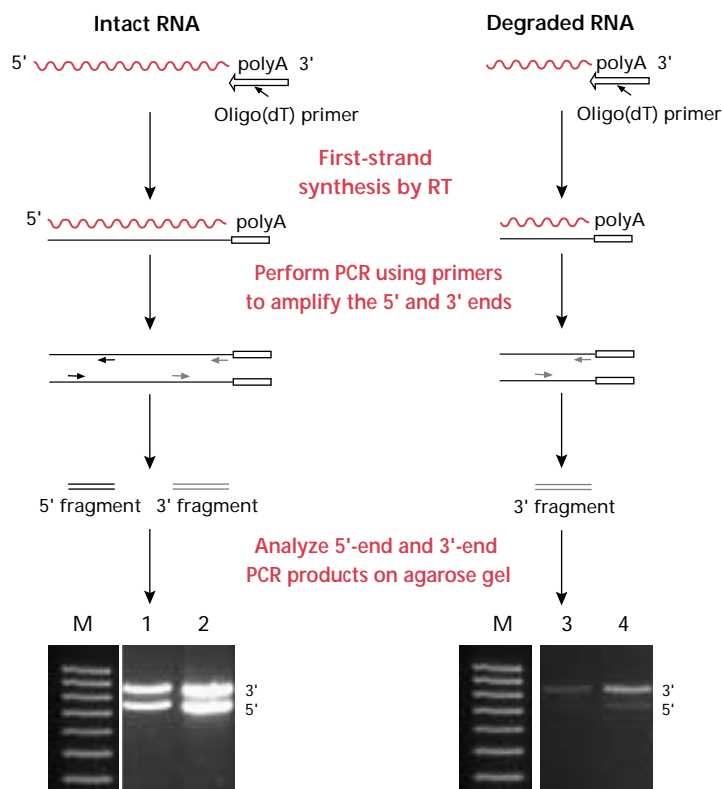 Intact RNA
Degraded RNA
5' polyA 3'
Oligo(dT) primer
polyA 3'
Oligo(dT) primer
First-strand
synthesis by RT
5' polyA
polyA
Perform PCR using primers
to amplify the 5' and 3' ends
5' fragment
3' fragment
3' fragment
Analyze 5'-end and 3'-end
PCR products on agarose gel
M 1 2
3'
5'
M 3 4
3'
5'